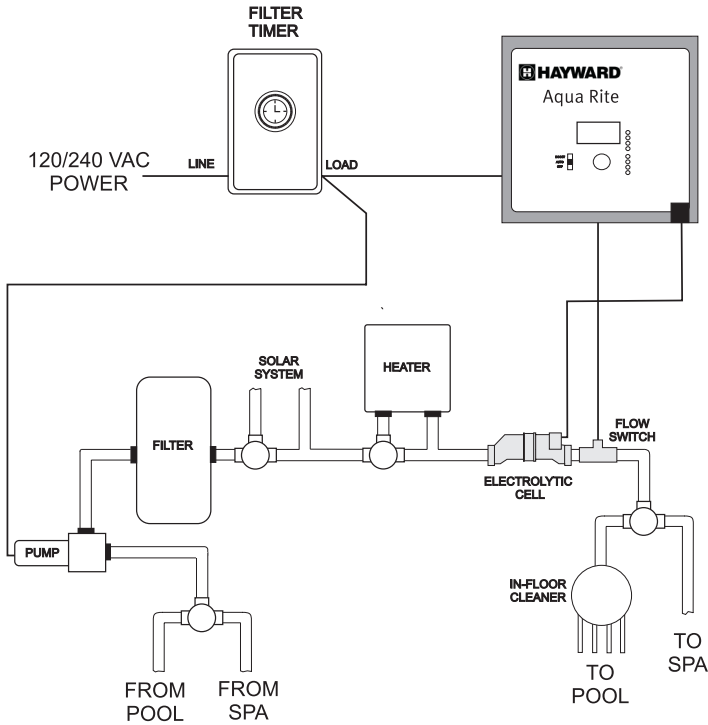 FILTER
TIMER
HAYWARD®
Aqua Rite
120/240 VAC
POWER
LINE
LOAD
SOLAR
SYSTEM
HEATER
FILTER
FLOW
SWITCH
ELECTROLYTIC
CELL
PUMP
IN-FLOOR
CLEANER
TO
SPA
TO
POOL
FROM
POOL
FROM
SPA